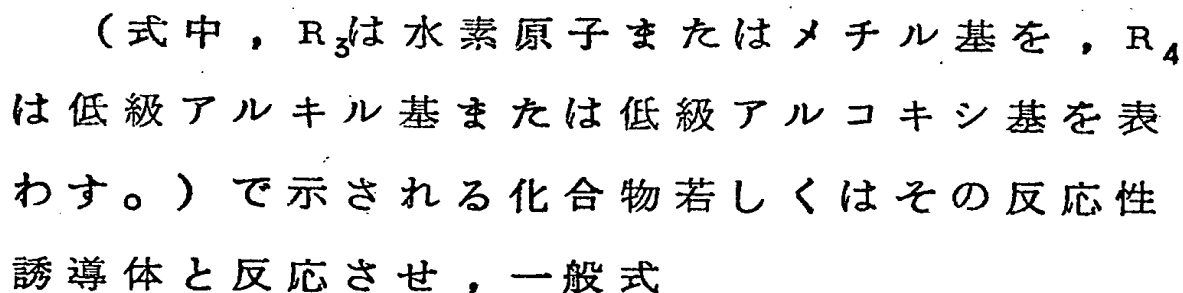 （式中，R₃は水素原子またはメチル基を，R₄
は低級アルキル基または低級アルコキシ基を表
わす。）で示される化合物若しくはその反応性
誘導体と反応させ，一般式